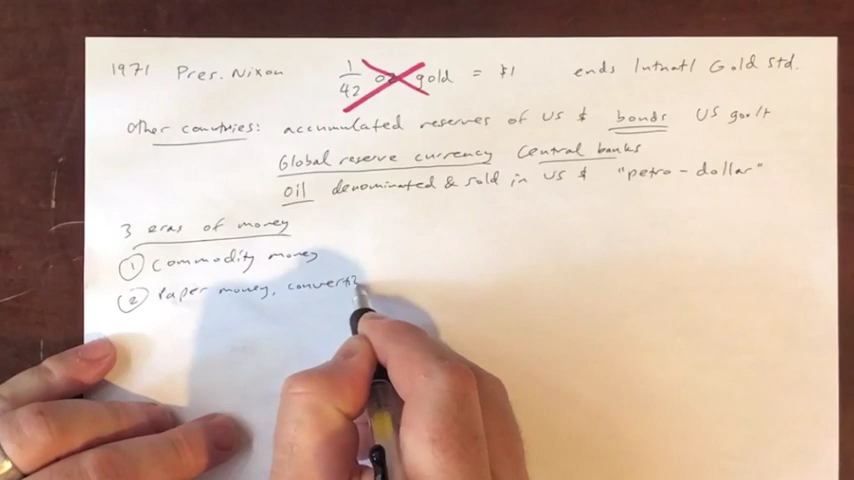 1971 Pres. Nixon 1/42 oz gold = $1 ends Intnatl Gold Std.
Other countries: accumulated reserves of US $ bonds US gov't
Global reserve currency Central banks
Oil denominated & sold in US $ "petro-dollar"
3 eras of money
① Commodity money
② Paper money, converti